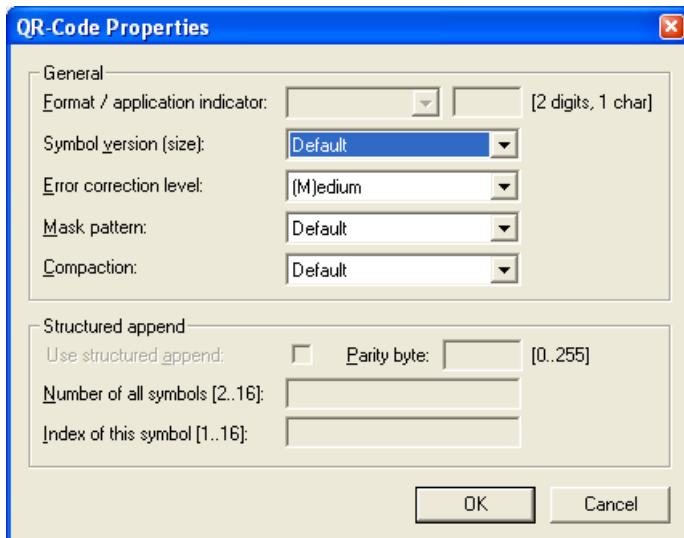 QR-Code Properties
General
Format / application indicator: [2 digits, 1 char]
Symbol version (size): Default
Error correction level: (M)edium
Mask pattern: Default
Compaction: Default
Structured append
Use structured append: Parity byte: [0..255]
Number of all symbols [2..16]:
Index of this symbol [1..16]:
OK Cancel